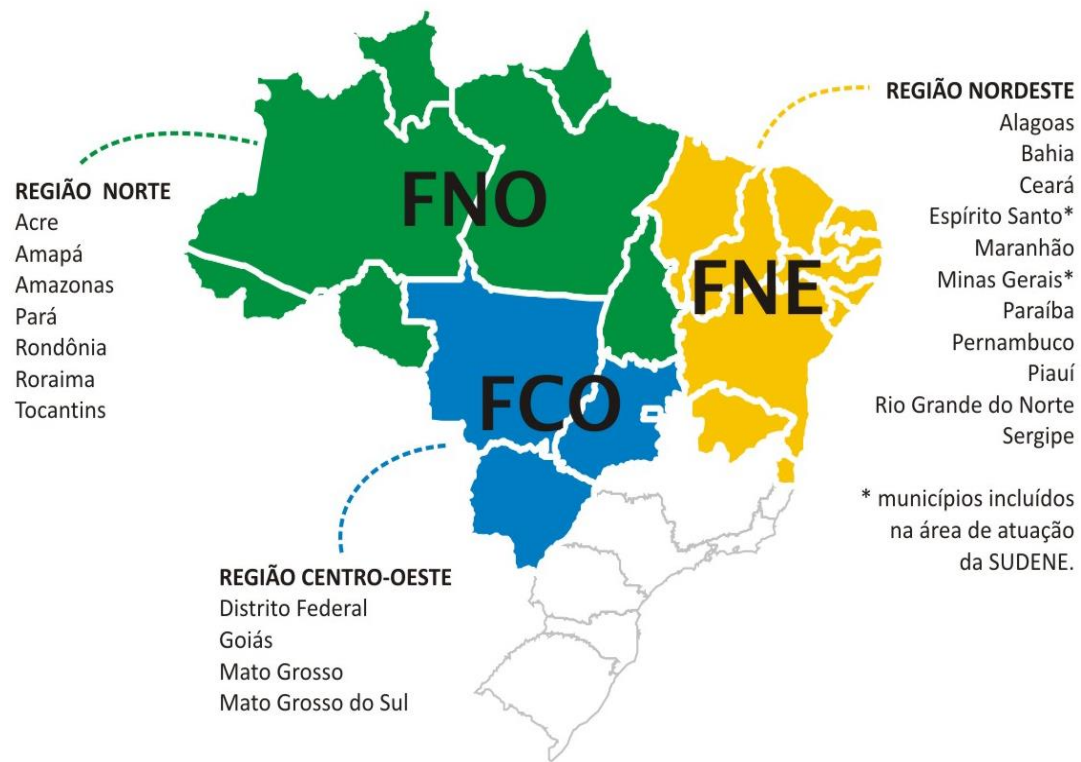 REGIÃO NORTE
Acre
Amapá
Amazonas
Pará
Rondônia
Roraima
Tocantins
FNO
FNE
FCO
REGIÃO NORDESTE
Alagoas
Bahia
Ceará
Espírito Santo*
Maranhão
Minas Gerais*
Paraíba
Pernambuco
Piauí
Rio Grande do Norte
Sergipe
* municípios incluídos
na área de atuação
da SUDENE.
REGIÃO CENTRO-OESTE
Distrito Federal
Goiás
Mato Grosso
Mato Grosso do Sul